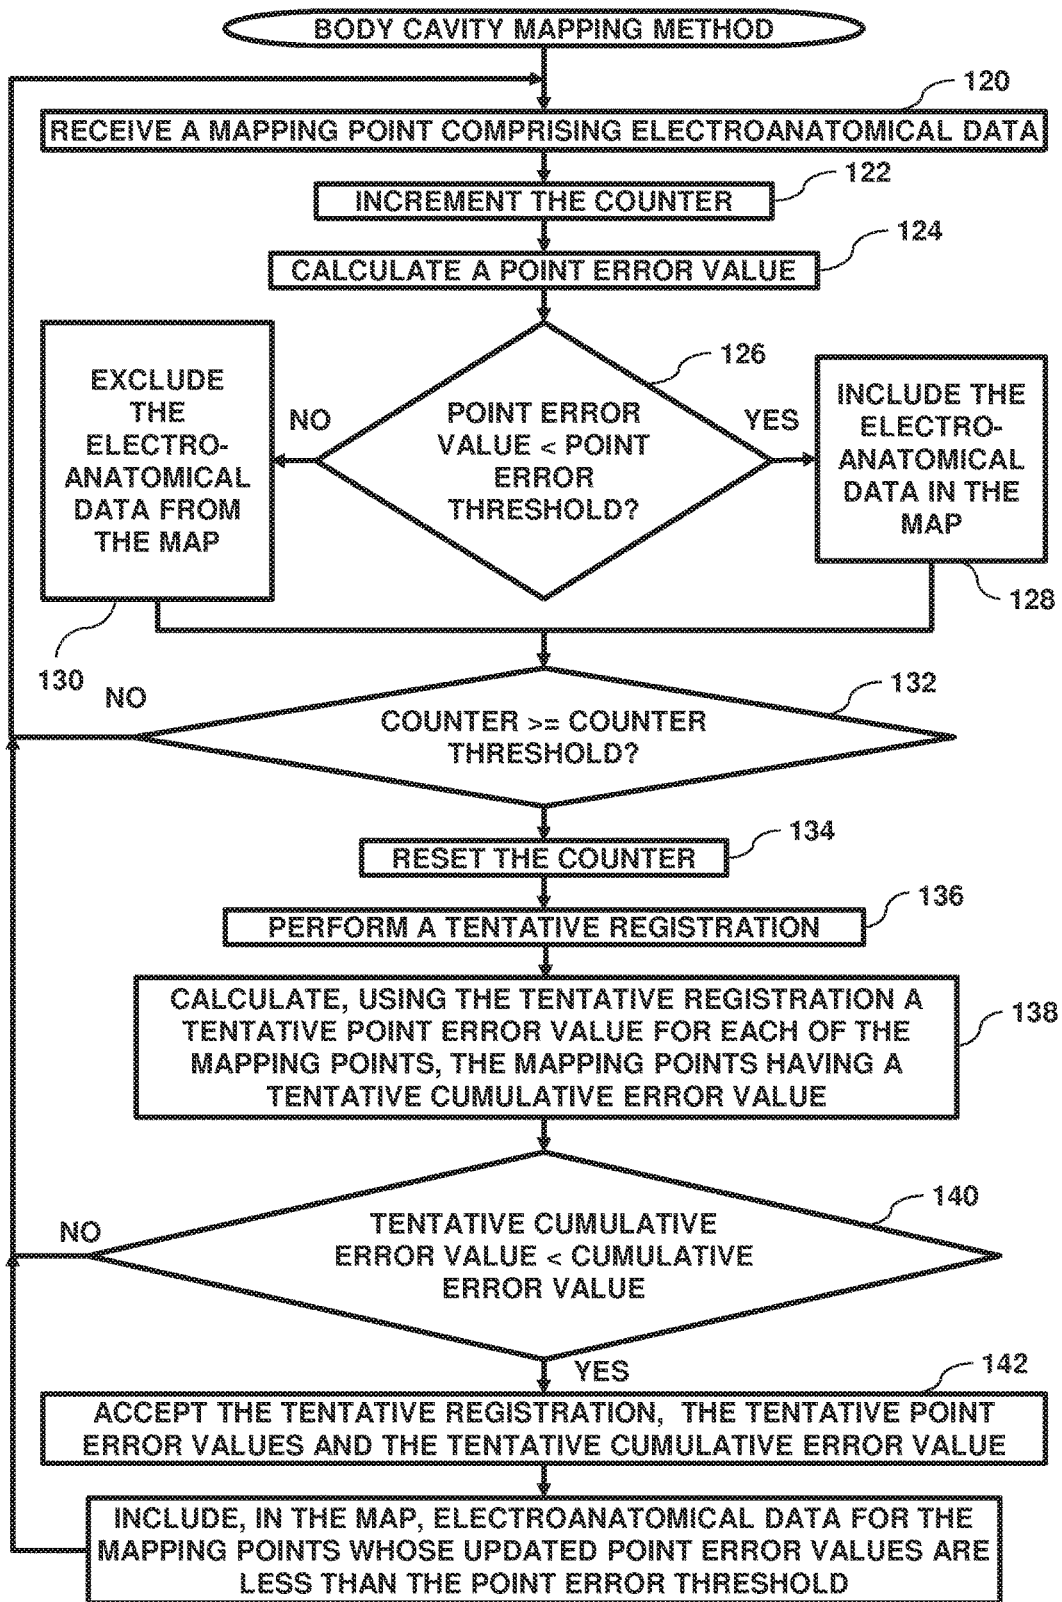 BODY CAVITY MAPPING METHOD
120
RECEIVE A MAPPING POINT COMPRISING ELECTROANATOMICAL DATA
122
INCREMENT THE COUNTER
124
CALCULATE A POINT ERROR VALUE
126
EXCLUDE
THE
ELECTRO-
ANATOMICAL
DATA FROM
THE MAP
NO
POINT ERROR
VALUE < POINT
ERROR
THRESHOLD?
YES
INCLUDE THE
ELECTRO-
ANATOMICAL
DATA IN THE
MAP
128
130
NO
132
COUNTER >= COUNTER
THRESHOLD?
134
RESET THE COUNTER
136
PERFORM A TENTATIVE REGISTRATION
138
CALCULATE, USING THE TENTATIVE REGISTRATION A
TENTATIVE POINT ERROR VALUE FOR EACH OF THE
MAPPING POINTS, THE MAPPING POINTS HAVING A
TENTATIVE CUMULATIVE ERROR VALUE
140
NO
TENTATIVE CUMULATIVE
ERROR VALUE < CUMULATIVE
ERROR VALUE
YES
142
ACCEPT THE TENTATIVE REGISTRATION, THE TENTATIVE POINT
ERROR VALUES AND THE TENTATIVE CUMULATIVE ERROR VALUE
INCLUDE, IN THE MAP, ELECTROANATOMICAL DATA FOR THE
MAPPING POINTS WHOSE UPDATED POINT ERROR VALUES ARE
LESS THAN THE POINT ERROR THRESHOLD